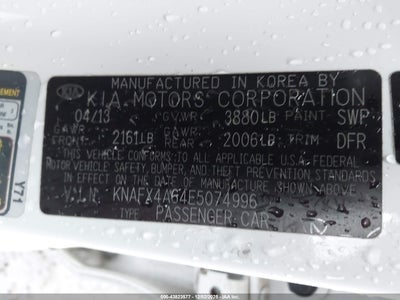 MANUFACTURED IN KOREA BY
KIA MOTORS CORPORATION
04/13 GVWR 3880LB PAINT SWP
GAWR GAWR
FRONT 2161LB REAR 2006LB TRIM DFR
THIS VEHICLE CONFORMS TO ALL APPLICABLE FEDERAL
MOTOR VEHICLE SAFETY, BUMPER, AND THEFT PREVENTION STANDARDS
IN EFFECT ON THE DATE OF MANUFACTURE SHOWN ABOVE.
V.I.N KNAFX4A64E5074996
TYPE PASSENGER CAR
Y71